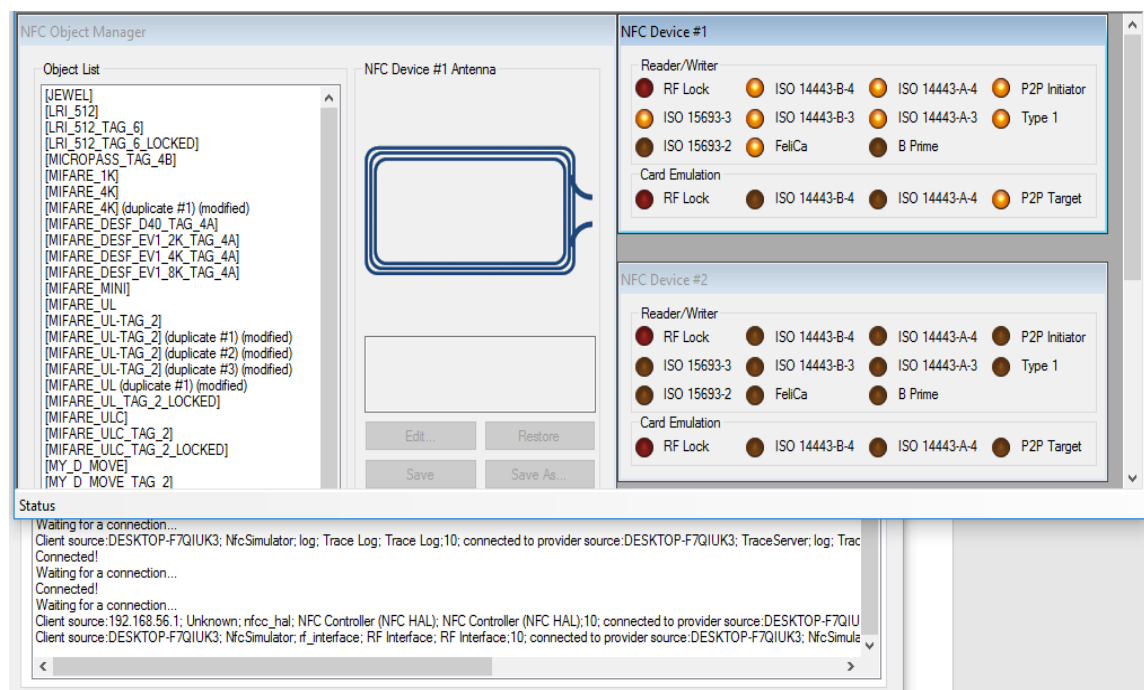 NFC Object Manager
Object List
[JEWEL]
[LRI_512]
[LRI_512_TAG_6]
[LRI_512_TAG_6_LOCKED]
[MICROPASS_TAG_4B]
[MIFARE_1K]
[MIFARE_4K]
[MIFARE_4K] (duplicate #1) (modified)
[MIFARE_DESF_D40_TAG_4A]
[MIFARE_DESF_EV1_2K_TAG_4A]
[MIFARE_DESF_EV1_4K_TAG_4A]
[MIFARE_DESF_EV1_8K_TAG_4A]
[MIFARE_MINI]
[MIFARE_UL
[MIFARE_UL-TAG_2]
[MIFARE_UL-TAG_2] (duplicate #1) (modified)
[MIFARE_UL-TAG_2] (duplicate #2) (modified)
[MIFARE_UL-TAG_2] (duplicate #3) (modified)
[MIFARE_UL (duplicate #1) (modified)
[MIFARE_UL_TAG_2_LOCKED]
[MIFARE_ULC]
[MIFARE_ULC_TAG_2]
[MIFARE_ULC_TAG_2_LOCKED]
[MY_D_MOVE]
[MY_D_MOVE_TAG_2]
NFC Device #1 Antenna
Edit... Restore
Save Save As...
NFC Device #1
Reader/Writer
RF Lock ISO 14443-B-4 ISO 14443-A-4 P2P Initiator
ISO 15693-3 ISO 14443-B-3 ISO 14443-A-3 Type 1
ISO 15693-2 FeliCa B Prime
Card Emulation
RF Lock ISO 14443-B-4 ISO 14443-A-4 P2P Target
NFC Device #2
Reader/Writer
RF Lock ISO 14443-B-4 ISO 14443-A-4 P2P Initiator
ISO 15693-3 ISO 14443-B-3 ISO 14443-A-3 Type 1
ISO 15693-2 FeliCa B Prime
Card Emulation
RF Lock ISO 14443-B-4 ISO 14443-A-4 P2P Target
Status
Waiting for a connection...
Client source:DESKTOP-F7QIUK3; NfcSimulator; log; Trace Log; Trace Log;10; connected to provider source:DESKTOP-F7QIUK3; TraceServer; log; Trac
Connected!
Waiting for a connection...
Connected!
Waiting for a connection...
Client source:192.168.56.1; Unknown; nfcc_hal; NFC Controller (NFC HAL); NFC Controller (NFC HAL);10; connected to provider source:DESKTOP-F7QIU
Client source:DESKTOP-F7QIUK3; NfcSimulator; rf_interface; RF Interface; RF Interface;10; connected to provider source:DESKTOP-F7QIUK3; NfcSimula